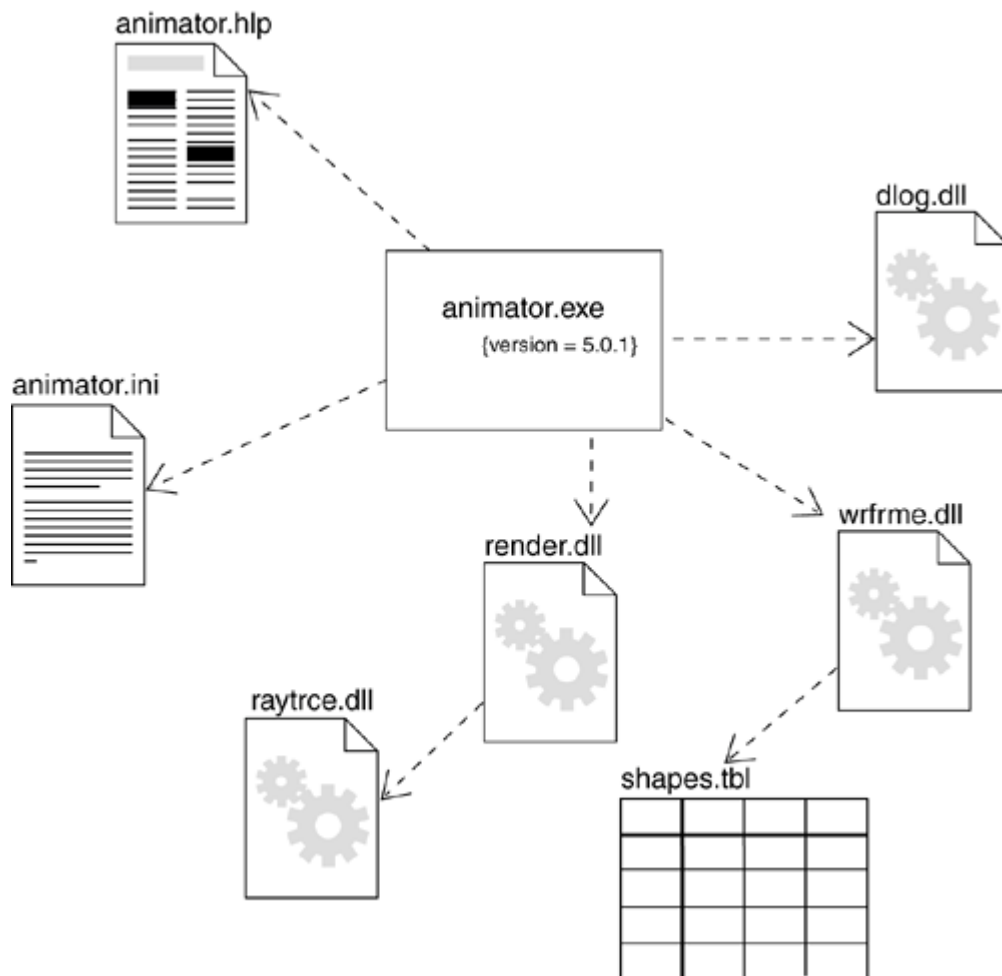 animator.hlp
dlog.dll
animator.exe
{version = 5.0.1}
animator.ini
wrfrme.dll
render.dll
raytrce.dll
shapes.tbl